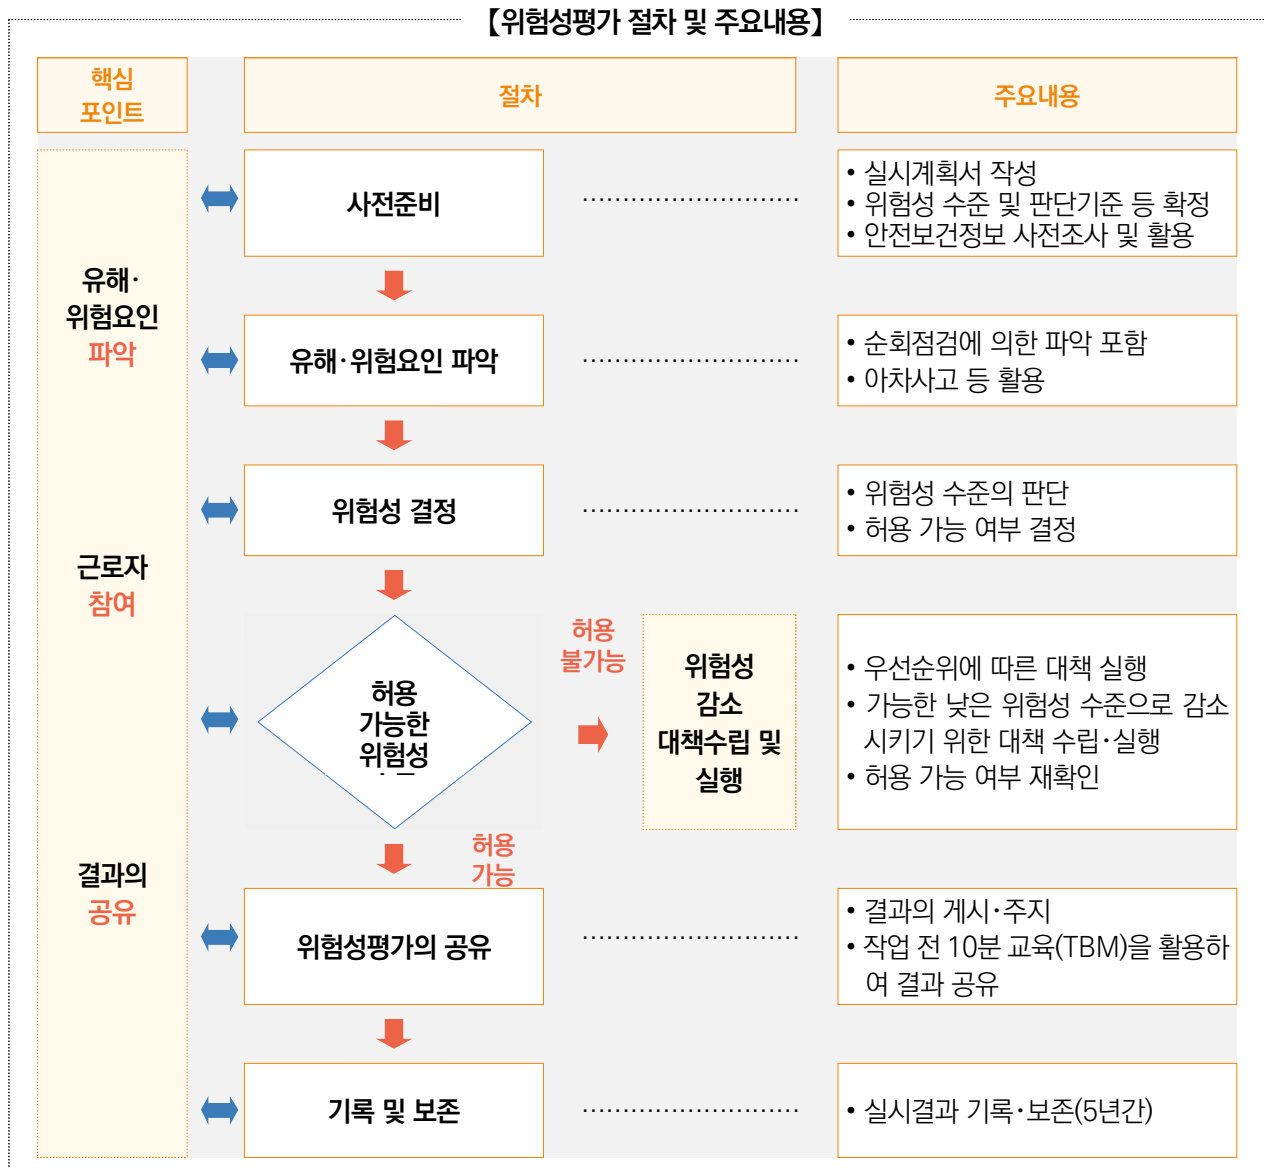 【위험성평가 절차 및 주요내용】
핵심
포인트
절차
주요내용
유해·
위험요인
파악
근로자
참여
결과의
공유
사전준비
• 실시계획서 작성
• 위험성 수준 및 판단기준 등 확정
• 안전보건정보 사전조사 및 활용
유해·위험요인 파악
• 순회점검에 의한 파악 포함
• 아차사고 등 활용
위험성 결정
• 위험성 수준의 판단
• 허용 가능 여부 결정
허용
가능한
위험성
허용
불가능
위험성
감소
대책수립 및
실행
• 우선순위에 따른 대책 실행
• 가능한 낮은 위험성 수준으로 감소
시키기 위한 대책 수립·실행
• 허용 가능 여부 재확인
허용
가능
위험성평가의 공유
• 결과의 게시·주지
• 작업 전 10분 교육(TBM)을 활용하
여 결과 공유
기록 및 보존
• 실시결과 기록·보존(5년간)